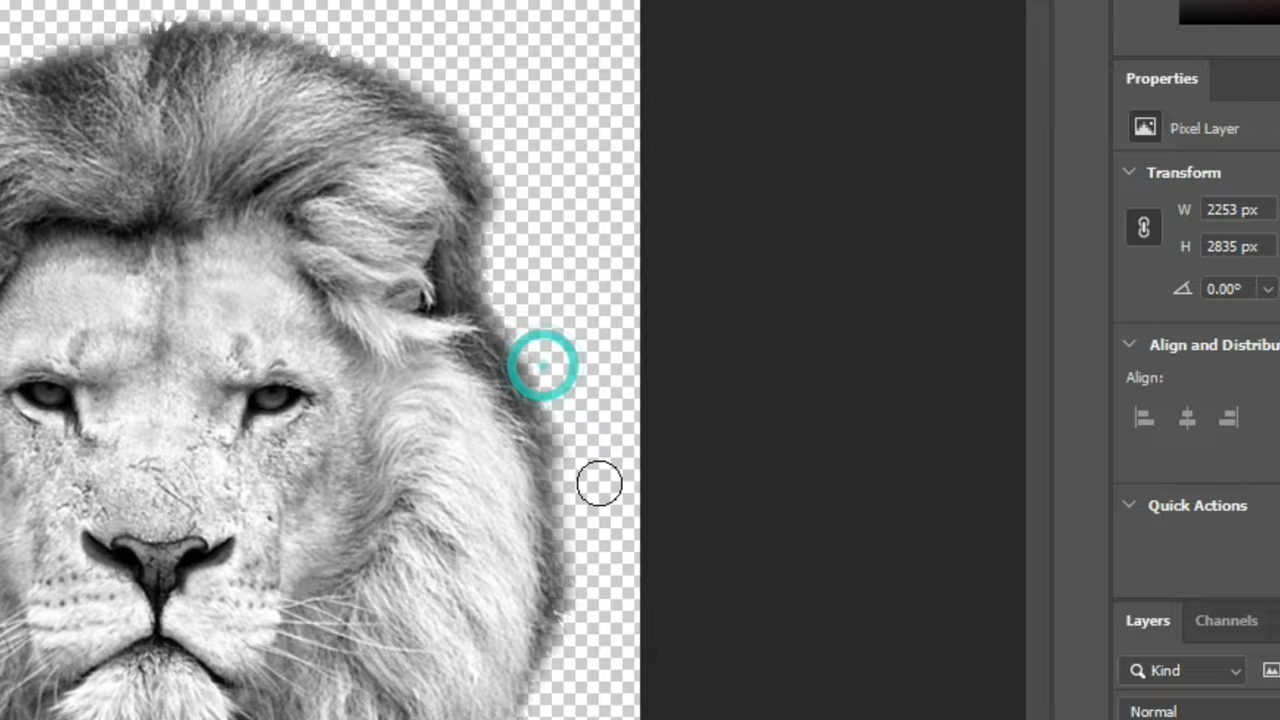 Properties
Pixel Layer
Transform
W 2253 px
H 2835 px
0.00°
Align and Distribu
Align:
Quick Actions
Layers Channels
Kind
Normal